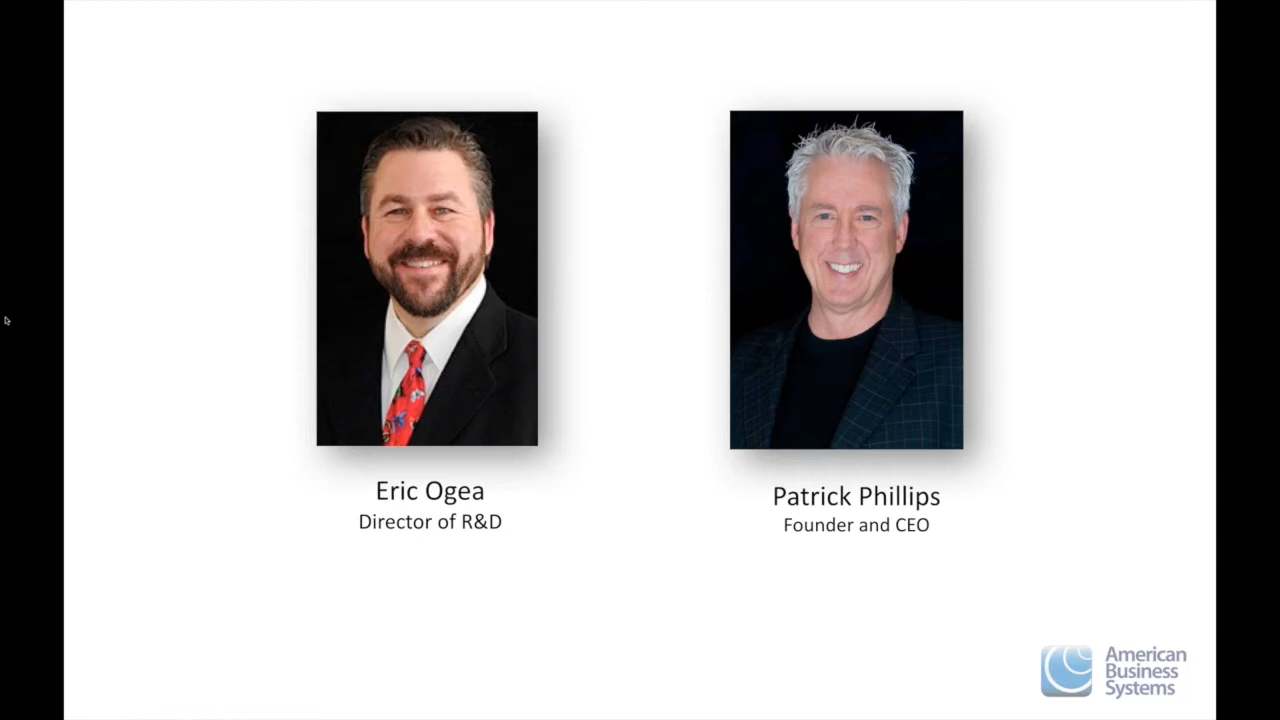 Eric Ogea
Director of R&D
Patrick Phillips
Founder and CEO
American
Business
Systems